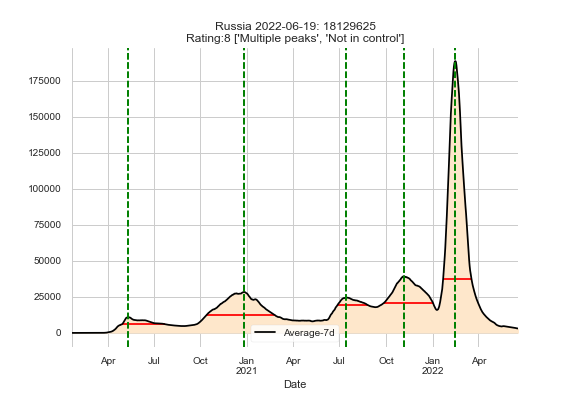 Russia 2022-06-19: 18129625
Rating:8 ['Multiple peaks', 'Not in control']
175000
150000
125000
100000
75000
50000
25000
0
Average-7d
Apr Jul Oct Jan Apr Jul Oct Jan Apr
2021 2022
Date